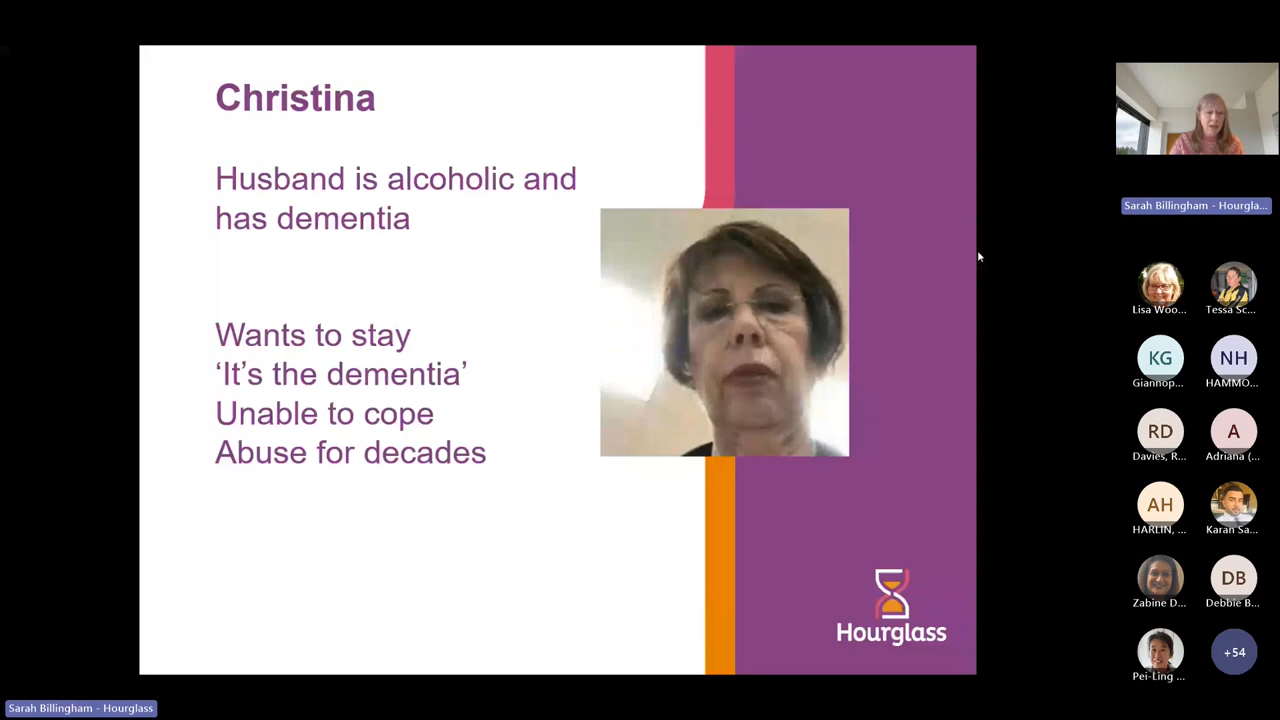 Christina
Husband is alcoholic and
has dementia
Wants to stay
‘It’s the dementia’
Unable to cope
Abuse for decades
Hourglass
Sarah Billingham - Hourgla...
Lisa Woo...
Tessa Sc...
KG
NH
Giannop...
HAMMO...
RD
A
Davies, R...
Adriana (...
AH
HARLIN, ...
Karan Sa...
DB
Zabine D...
Debbie B...
+54
Pei-Ling ...
Sarah Billingham - Hourglass